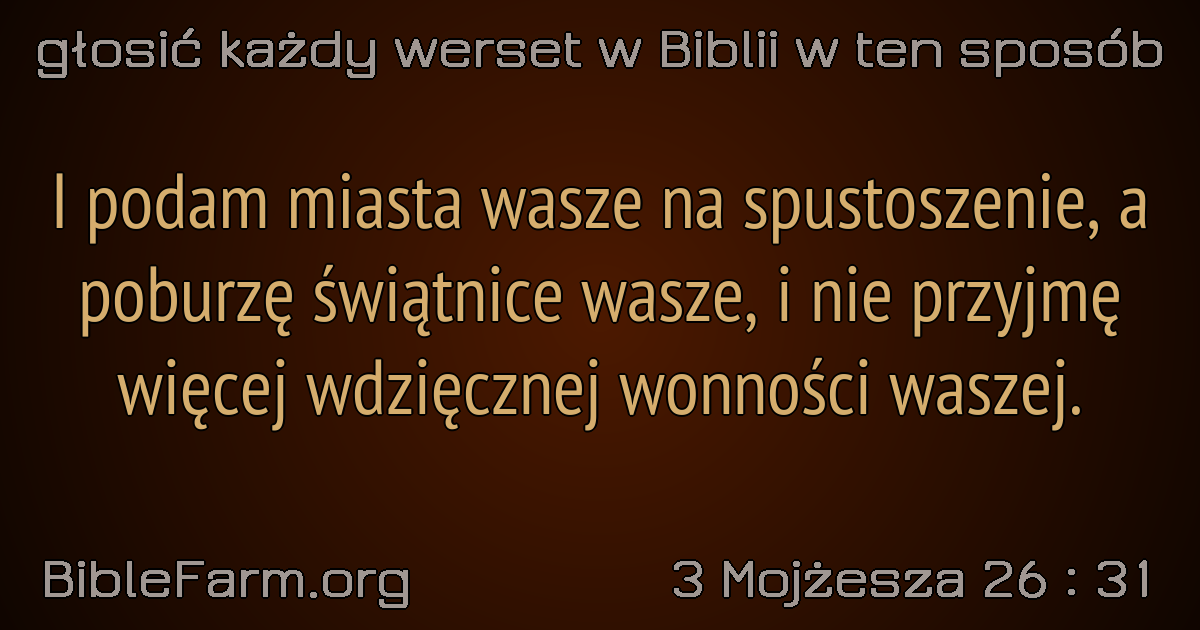 głosić każdy werset w Biblii w ten sposób
I podam miasta wasze na spustoszenie, a
poburzę świątnice wasze, i nie przyjmę
więcej wdzięcznej wonności waszej.
BibleFarm.org
3 Mojżesza 26 : 31